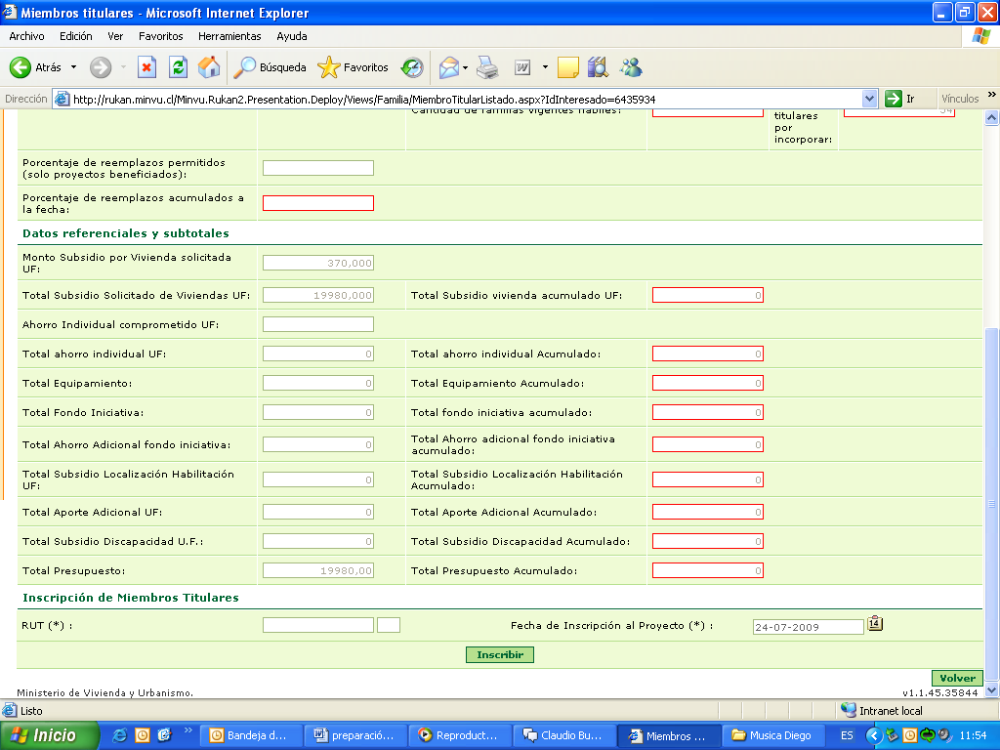 Miembros titulares - Microsoft Internet Explorer
Archivo Edición Ver Favoritos Herramientas Ayuda
Atrás Búsqueda Favoritos
Dirección http://rukan.minvu.cl/Minvu.Rukan2.Presentation.Deploy/Views/Familia/MiembroTitularListado.aspx?IdInteresado=6435934 Ir Vínculos »
Cantidad de familias vigentes hábiles: titulares 54
por
incorporar:
Porcentaje de reemplazos permitidos
(solo proyectos beneficiados):
Porcentaje de reemplazos acumulados a
la fecha:
Datos referenciales y subtotales
Monto Subsidio por Vivienda solicitada
UF: 370,000
Total Subsidio Solicitado de Viviendas UF: 19980,000 Total Subsidio vivienda acumulado UF: 0
Ahorro Individual comprometido UF:
Total ahorro individual UF: 0 Total ahorro individual Acumulado: 0
Total Equipamiento: 0 Total Equipamiento Acumulado: 0
Total Fondo Iniciativa: 0 Total fondo iniciativa acumulado: 0
Total Ahorro Adicional fondo iniciativa: 0 Total Ahorro adicional fondo iniciativa
acumulado: 0
Total Subsidio Localización Habilitación
UF: 0 Total Subsidio Localización Habilitación
Acumulado: 0
Total Aporte Adicional UF: 0 Total Aporte Adicional Acumulado: 0
Total Subsidio Discapacidad U.F.: 0 Total Subsidio Discapacidad Acumulado: 0
Total Presupuesto: 19980,00 Total Presupuesto Acumulado: 0
Inscripción de Miembros Titulares
RUT (*) : Fecha de Inscripción al Proyecto (*) : 24-07-2009 14
Inscribir
Volver
Ministerio de Vivienda y Urbanismo. v1.1.45.35844
Listo Intranet local
Inicio » Bandeja d... preparació... Reproduct... Claudio Bu... Miembros ... Musica Diego ES 11:54